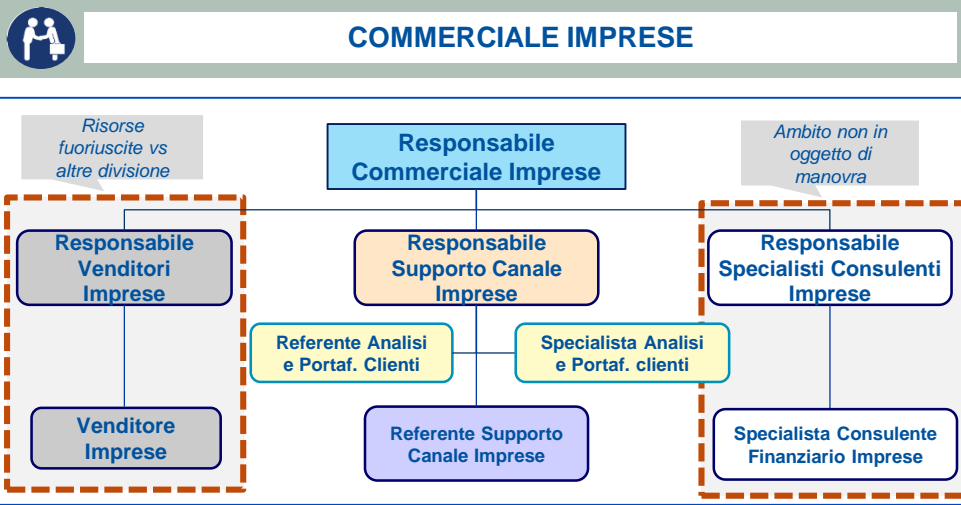 COMMERCIALE IMPRESE
Risorse
fuoriuscite vs
altre divisione
Responsabile
Commerciale Imprese
Ambito non in
oggetto di
manovra
Responsabile
Venditori
Imprese
Responsabile
Supporto Canale
Imprese
Responsabile
Specialisti Consulenti
Imprese
Referente Analisi
e Portaf. Clienti
Specialista Analisi
e Portaf. clienti
Venditore
Imprese
Referente Supporto
Canale Imprese
Specialista Consulente
Finanziario Imprese